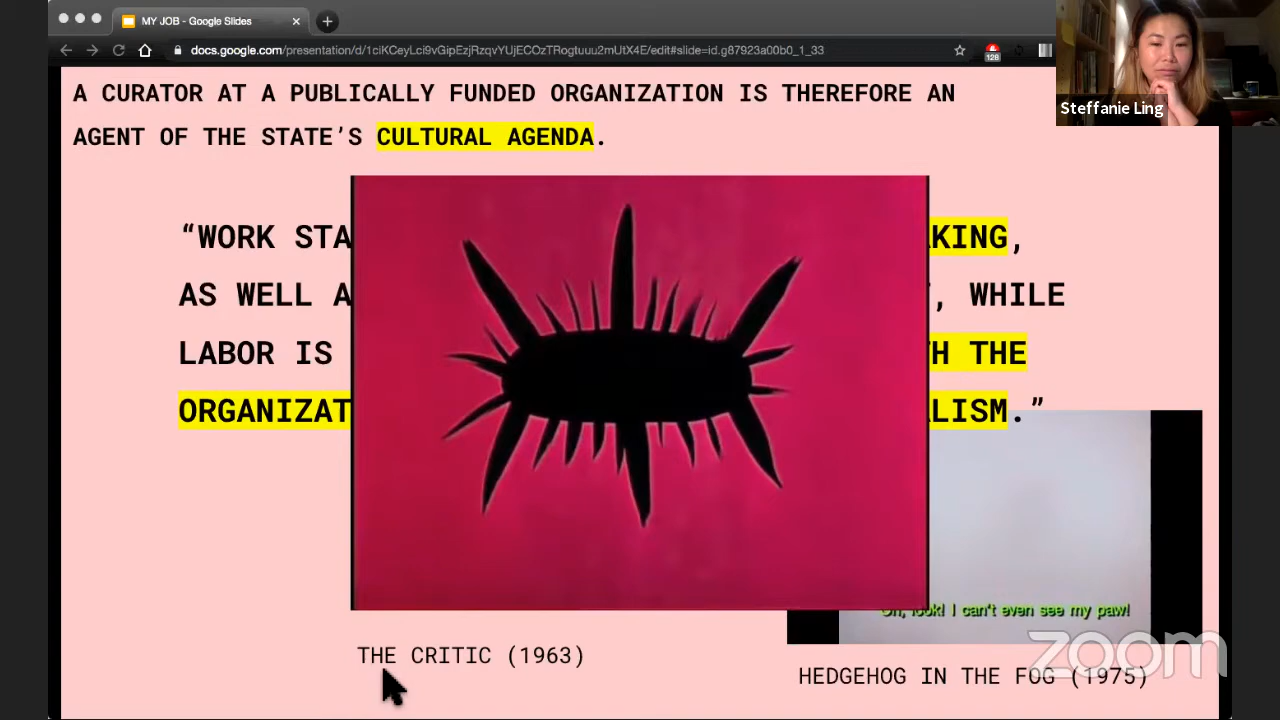 MY JOB - Google Slides
docs.google.com/presentation/d/1ciKCeyLci9vGipEzjRzqvYUjECOzTRogtuuu2mUtX4E/edit#slide=id.g87923a00b0_1_33
128
Steffanie Ling
A CURATOR AT A PUBLICALLY FUNDED ORGANIZATION IS THEREFORE AN
AGENT OF THE STATE’S CULTURAL AGENDA.
“WORK STA KING,
AS WELL A , WHILE
LABOR IS H THE
ORGANIZAT LISM.”
Oh, look! I can't even see my paw!
zoom
THE CRITIC (1963)
HEDGEHOG IN THE FOG (1975)